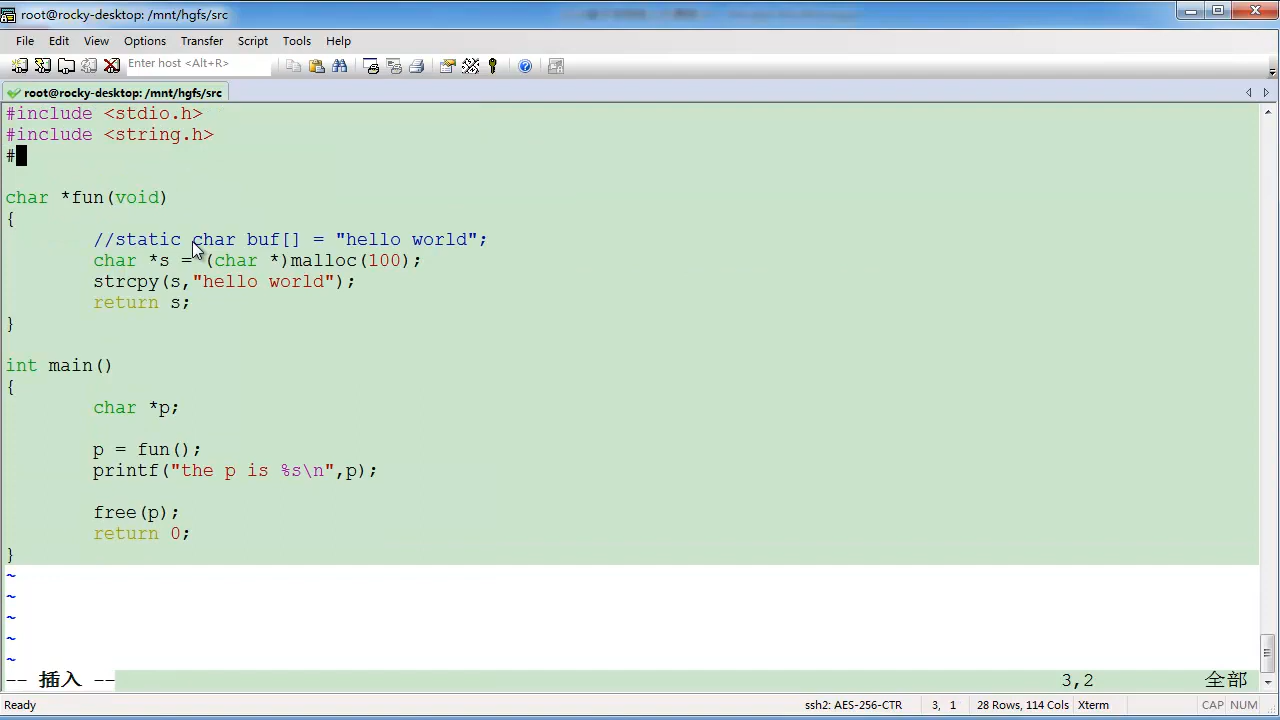 root@rocky-desktop: /mnt/hgfs/src
File Edit View Options Transfer Script Tools Help
Enter host <Alt+R>
root@rocky-desktop: /mnt/hgfs/src
#include <stdio.h>
#include <string.h>
#
char *fun(void)
{
//static char buf[] = "hello world";
char *s = (char *)malloc(100);
strcpy(s,"hello world");
return s;
}
int main()
{
char *p;
p = fun();
printf("the p is %s\n",p);
free(p);
return 0;
}
~
~
~
~
~
-- 插入 -- 3,2 全部
Ready ssh2: AES-256-CTR 3, 1 28 Rows, 114 Cols Xterm CAP NUM